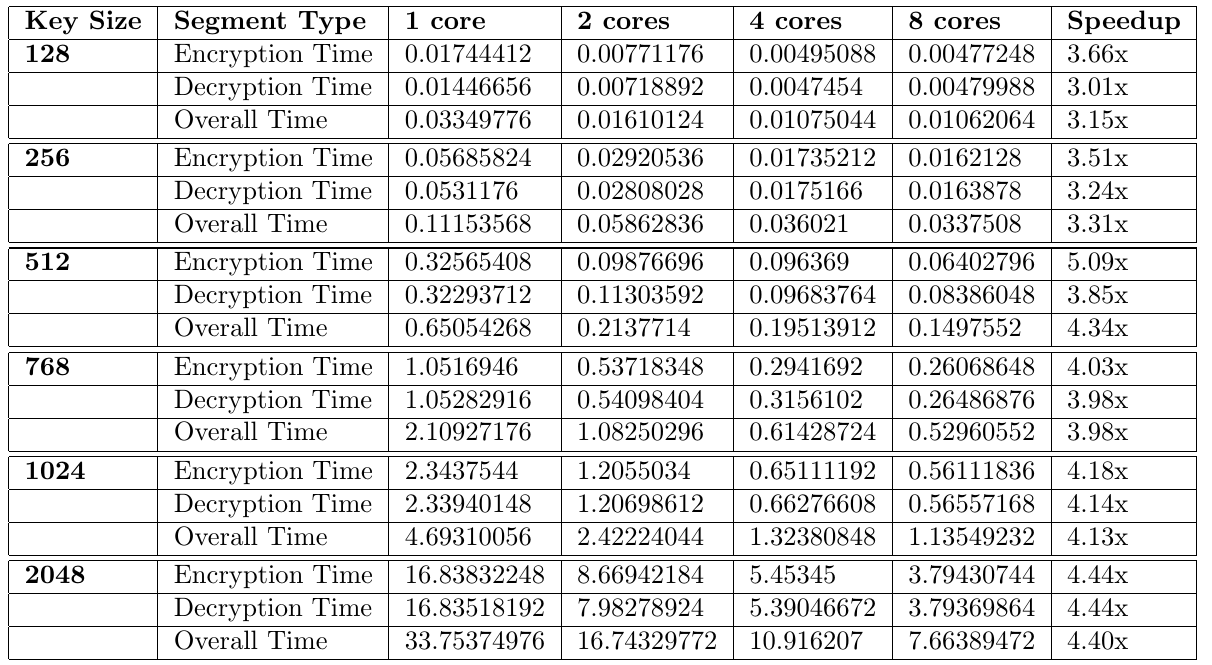 Key Size Segment Type 1 core 2 cores 4 cores 8 cores Speedup
128 Encryption Time 0.01744412 0.00771176 0.00495088 0.00477248 3.66x
Decryption Time 0.01446656 0.00718892 0.0047454 0.00479988 3.01x
Overall Time 0.03349776 0.01610124 0.01075044 0.01062064 3.15x
256 Encryption Time 0.05685824 0.02920536 0.01735212 0.0162128 3.51x
Decryption Time 0.0531176 0.02808028 0.0175166 0.0163878 3.24x
Overall Time 0.11153568 0.05862836 0.036021 0.0337508 3.31x
512 Encryption Time 0.32565408 0.09876696 0.096369 0.06402796 5.09x
Decryption Time 0.32293712 0.11303592 0.09683764 0.08386048 3.85x
Overall Time 0.65054268 0.2137714 0.19513912 0.1497552 4.34x
768 Encryption Time 1.0516946 0.53718348 0.2941692 0.26068648 4.03x
Decryption Time 1.05282916 0.54098404 0.3156102 0.26486876 3.98x
Overall Time 2.10927176 1.08250296 0.61428724 0.52960552 3.98x
1024 Encryption Time 2.3437544 1.2055034 0.65111192 0.56111836 4.18x
Decryption Time 2.33940148 1.20698612 0.66276608 0.56557168 4.14x
Overall Time 4.69310056 2.42224044 1.32380848 1.13549232 4.13x
2048 Encryption Time 16.83832248 8.66942184 5.45345 3.79430744 4.44x
Decryption Time 16.83518192 7.98278924 5.39046672 3.79369864 4.44x
Overall Time 33.75374976 16.74329772 10.916207 7.66389472 4.40x